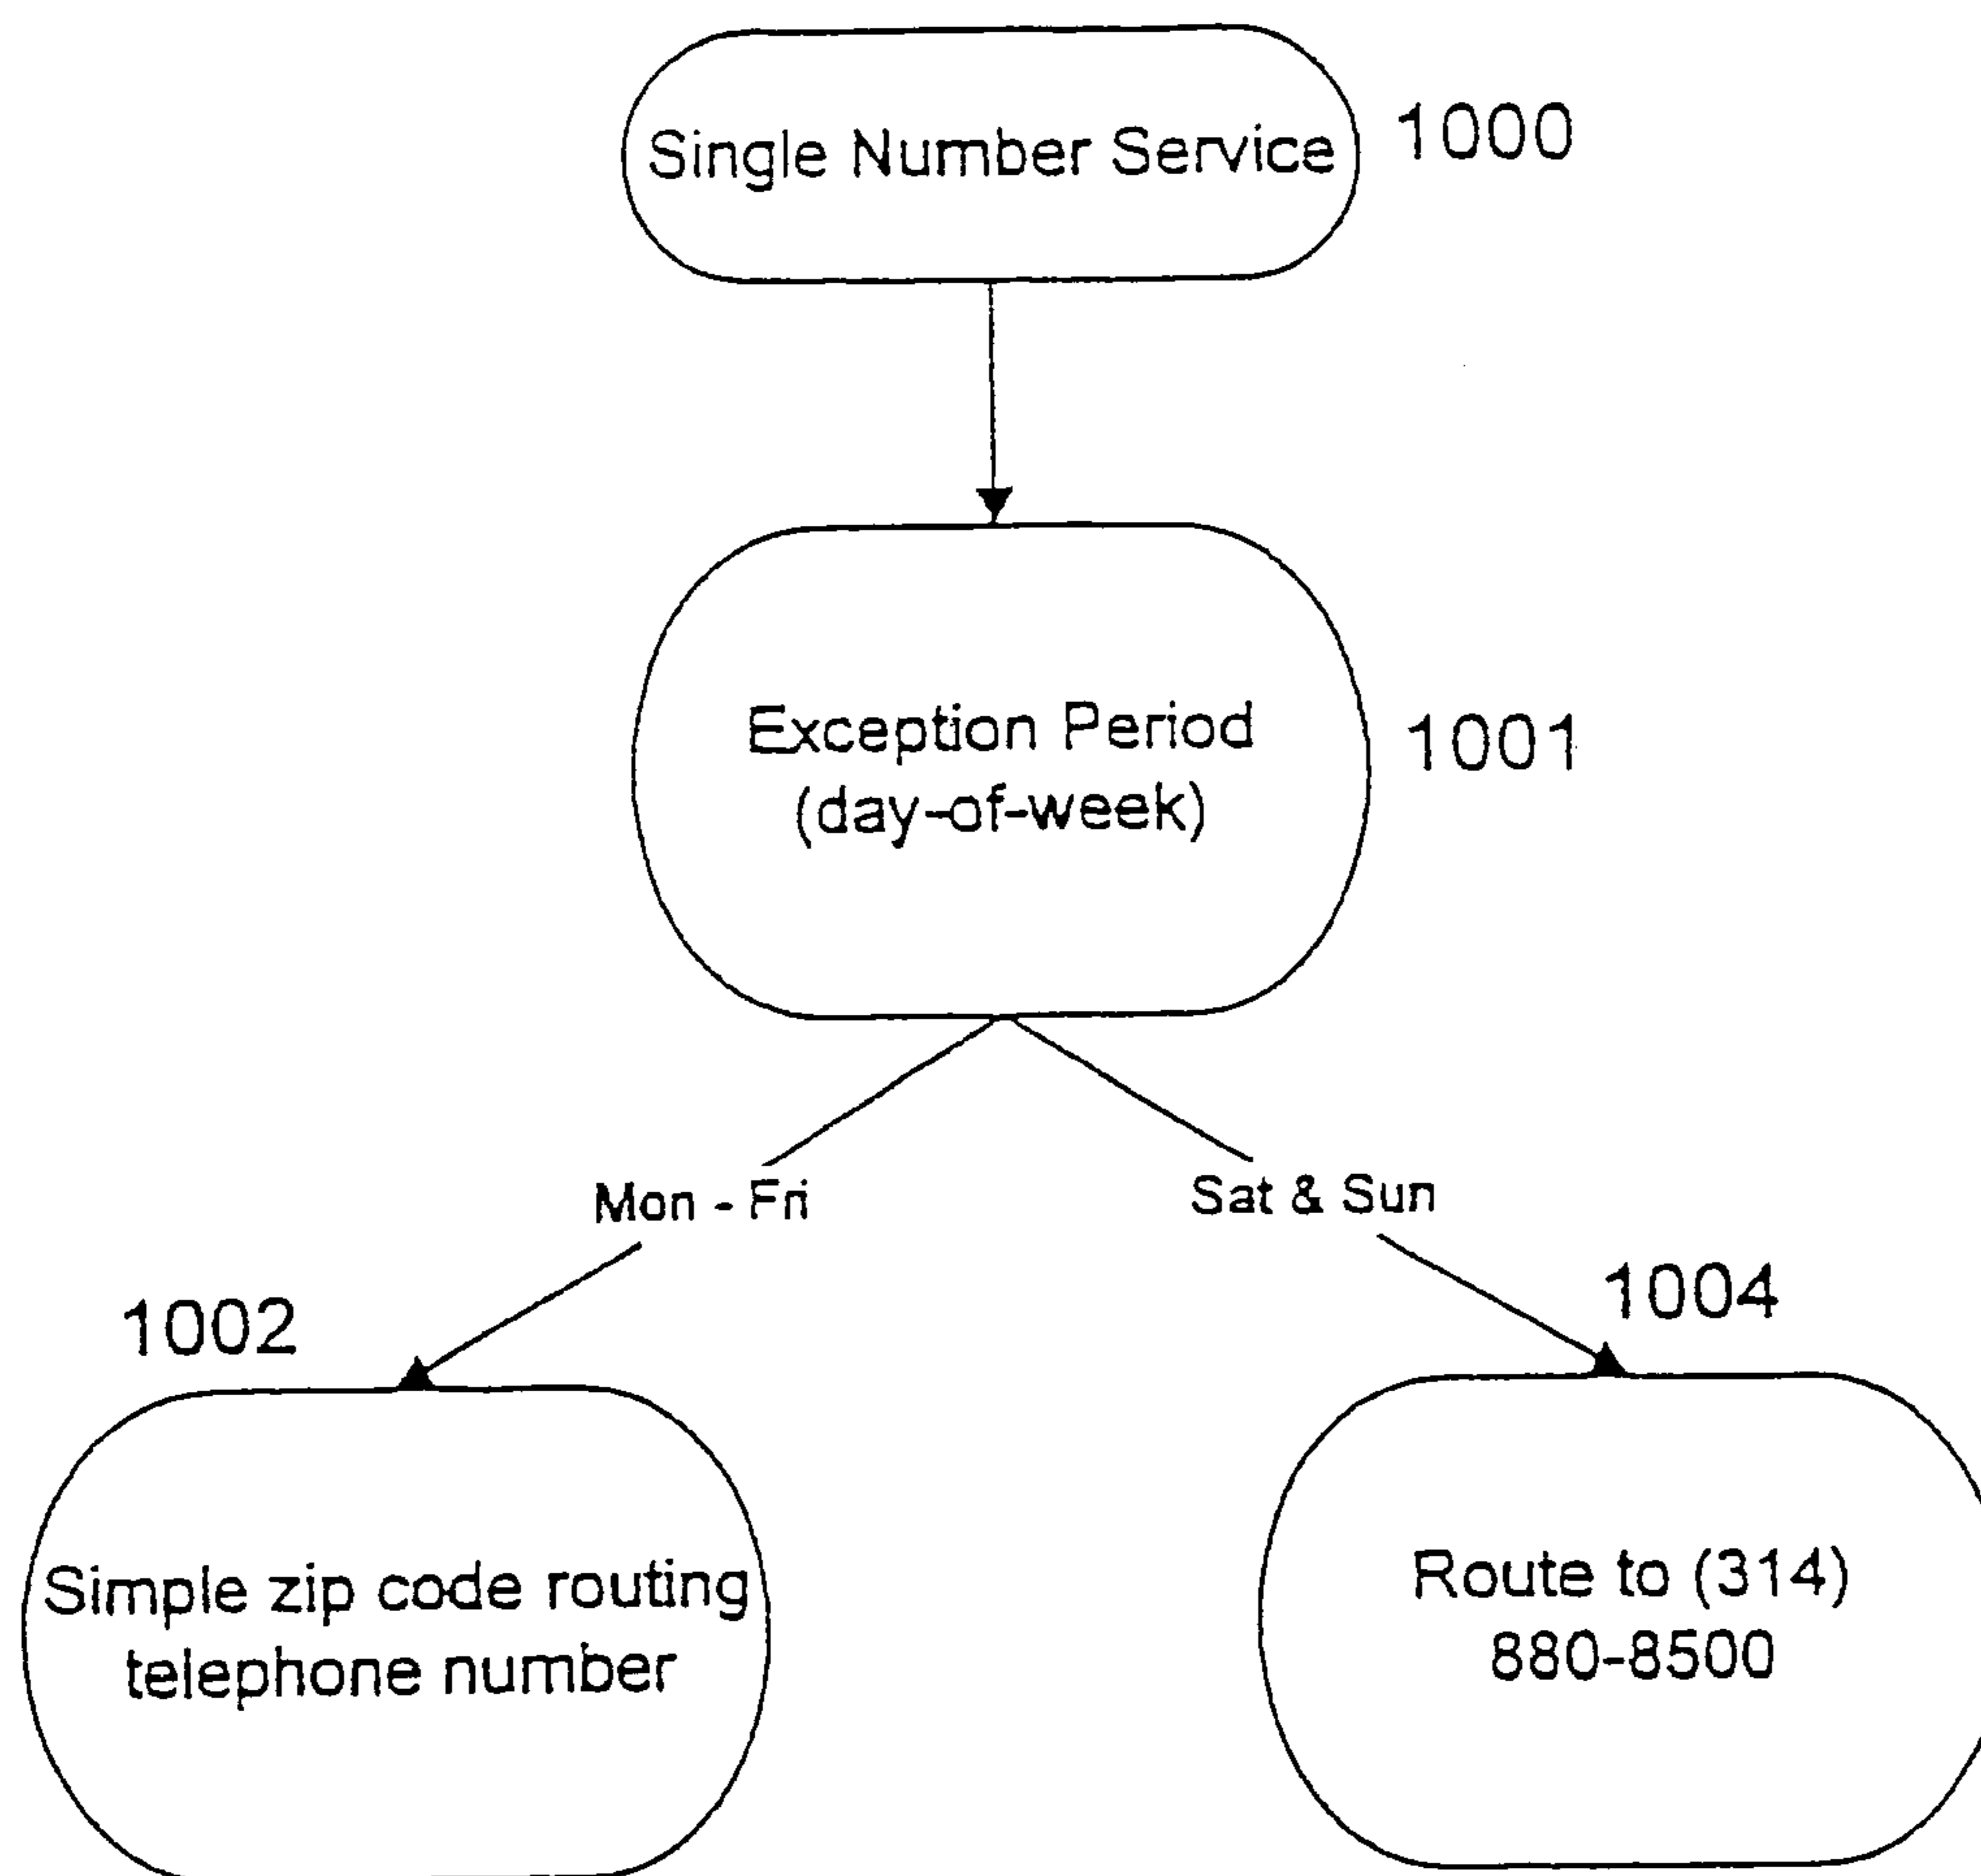 Single Number Service
1000
Exception Period
(day-of-week)
1001
Mon - Fri
Sat & Sun
1002
1004
Simple zip code routing
telephone number
Route to (314)
880-8500